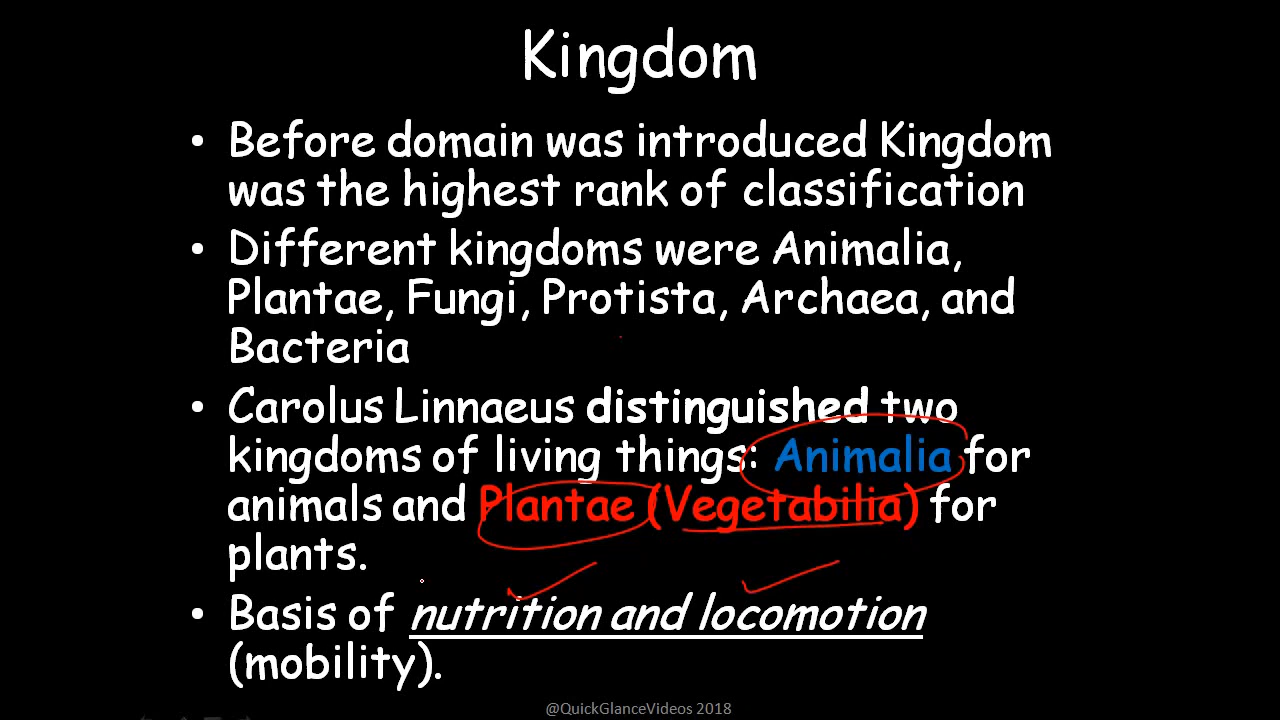 Kingdom
• Before domain was introduced Kingdom
was the highest rank of classification
• Different kingdoms were Animalia,
Plantae, Fungi, Protista, Archaea, and
Bacteria
• Carolus Linnaeus distinguished two
kingdoms of living things: Animalia for
animals and Plantae (Vegetabilia) for
plants.
• Basis of nutrition and locomotion
(mobility).
@QuickGlanceVideos 2018